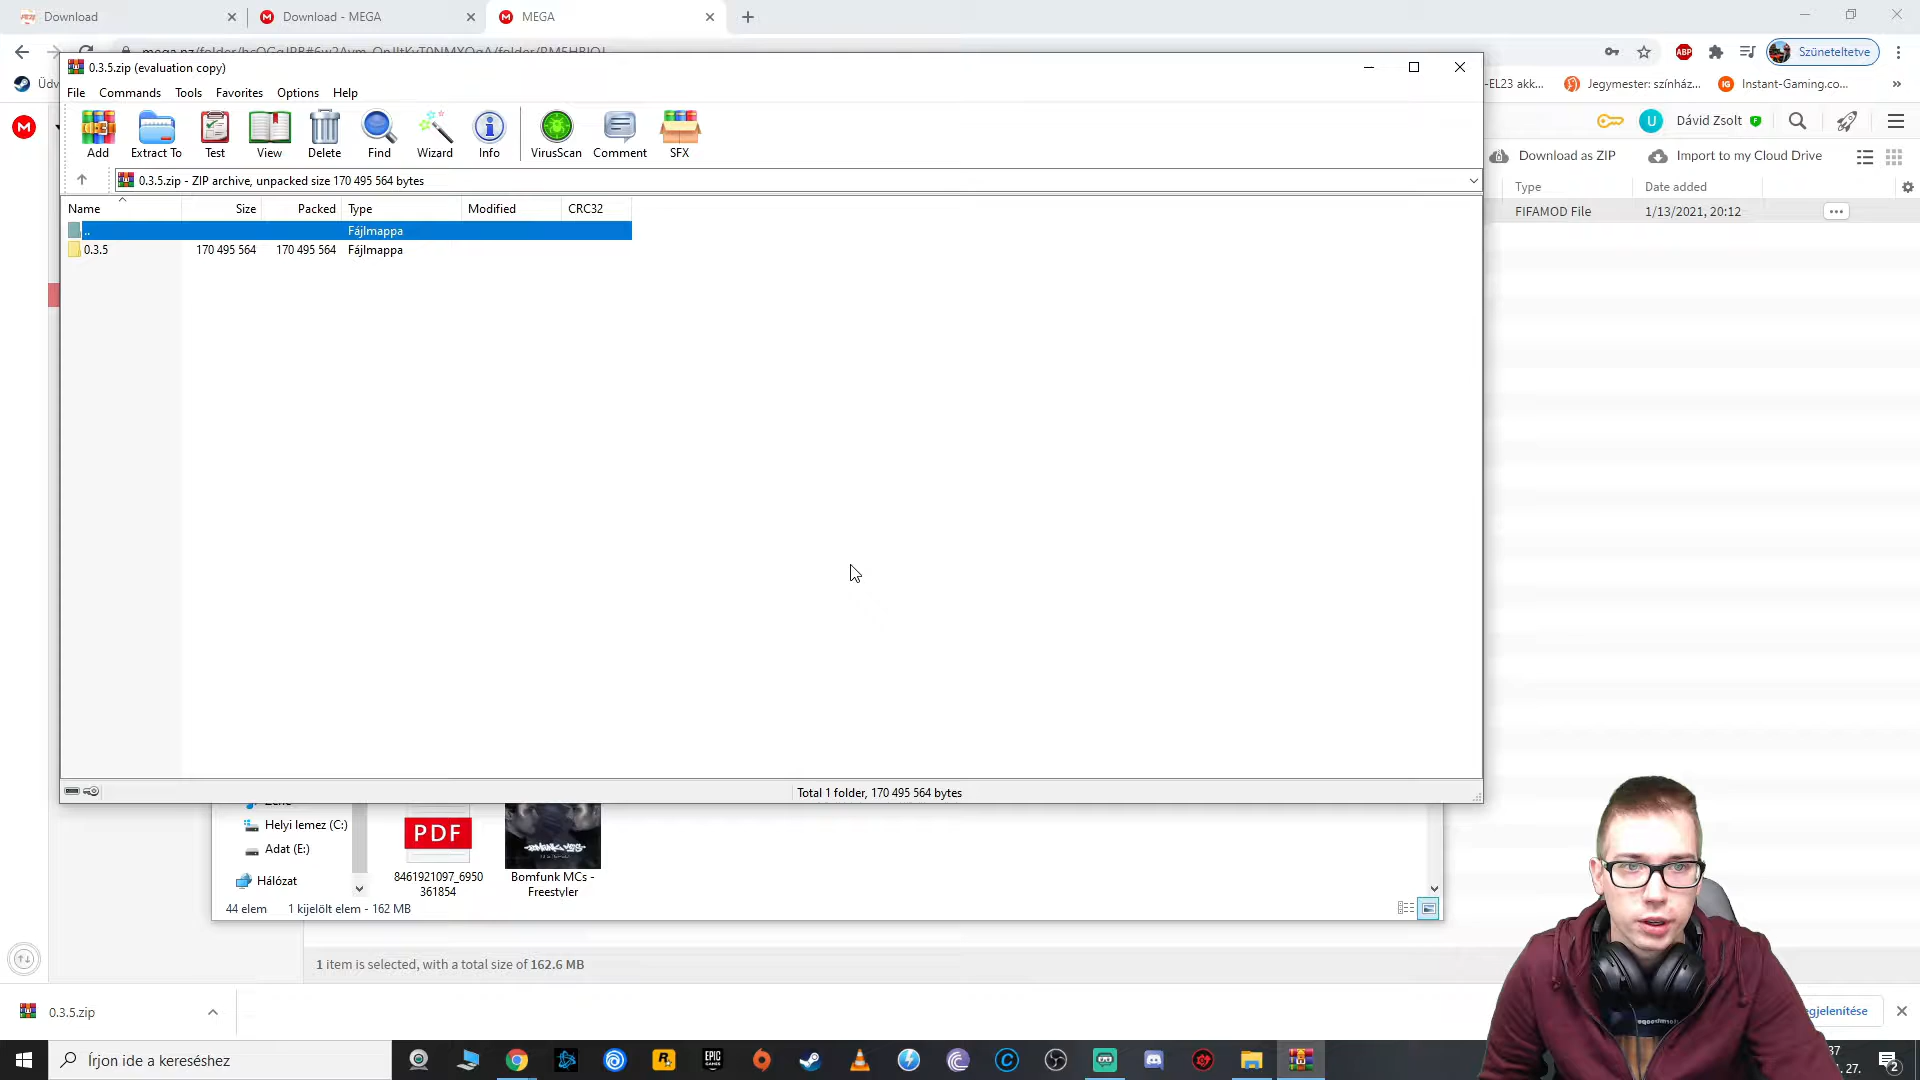 Download
Download - MEGA
MEGA
Szüneteltetve
0.3.5.zip (evaluation copy)
Üdv
-EL23 akk...
Jegymester: színház...
Instant-Gaming.co...
»
File Commands Tools Favorites Options Help
Add
Extract To
Test
View
Delete
Find
Wizard
Info
VirusScan
Comment
SFX
U Dávid Zsolt
Download as ZIP
Import to my Cloud Drive
0.3.5.zip - ZIP archive, unpacked size 170 495 564 bytes
Name Size Packed Type Modified CRC32
.. Fájlmappa
0.3.5 170 495 564 170 495 564 Fájlmappa
Type Date added
FIFAMOD File 1/13/2021, 20:12
Total 1 folder, 170 495 564 bytes
Helyi lemez (C:)
Adat (E:)
Hálózat
PDF
8461921097_6950
361854
Bomfunk MCs -
Freestyler
44 elem 1 kijelölt elem - 162 MB
1 item is selected, with a total size of 162.6 MB
0.3.5.zip
gjelenítése
Írjon ide a kereséshez
EPIC
37
. 27.
2